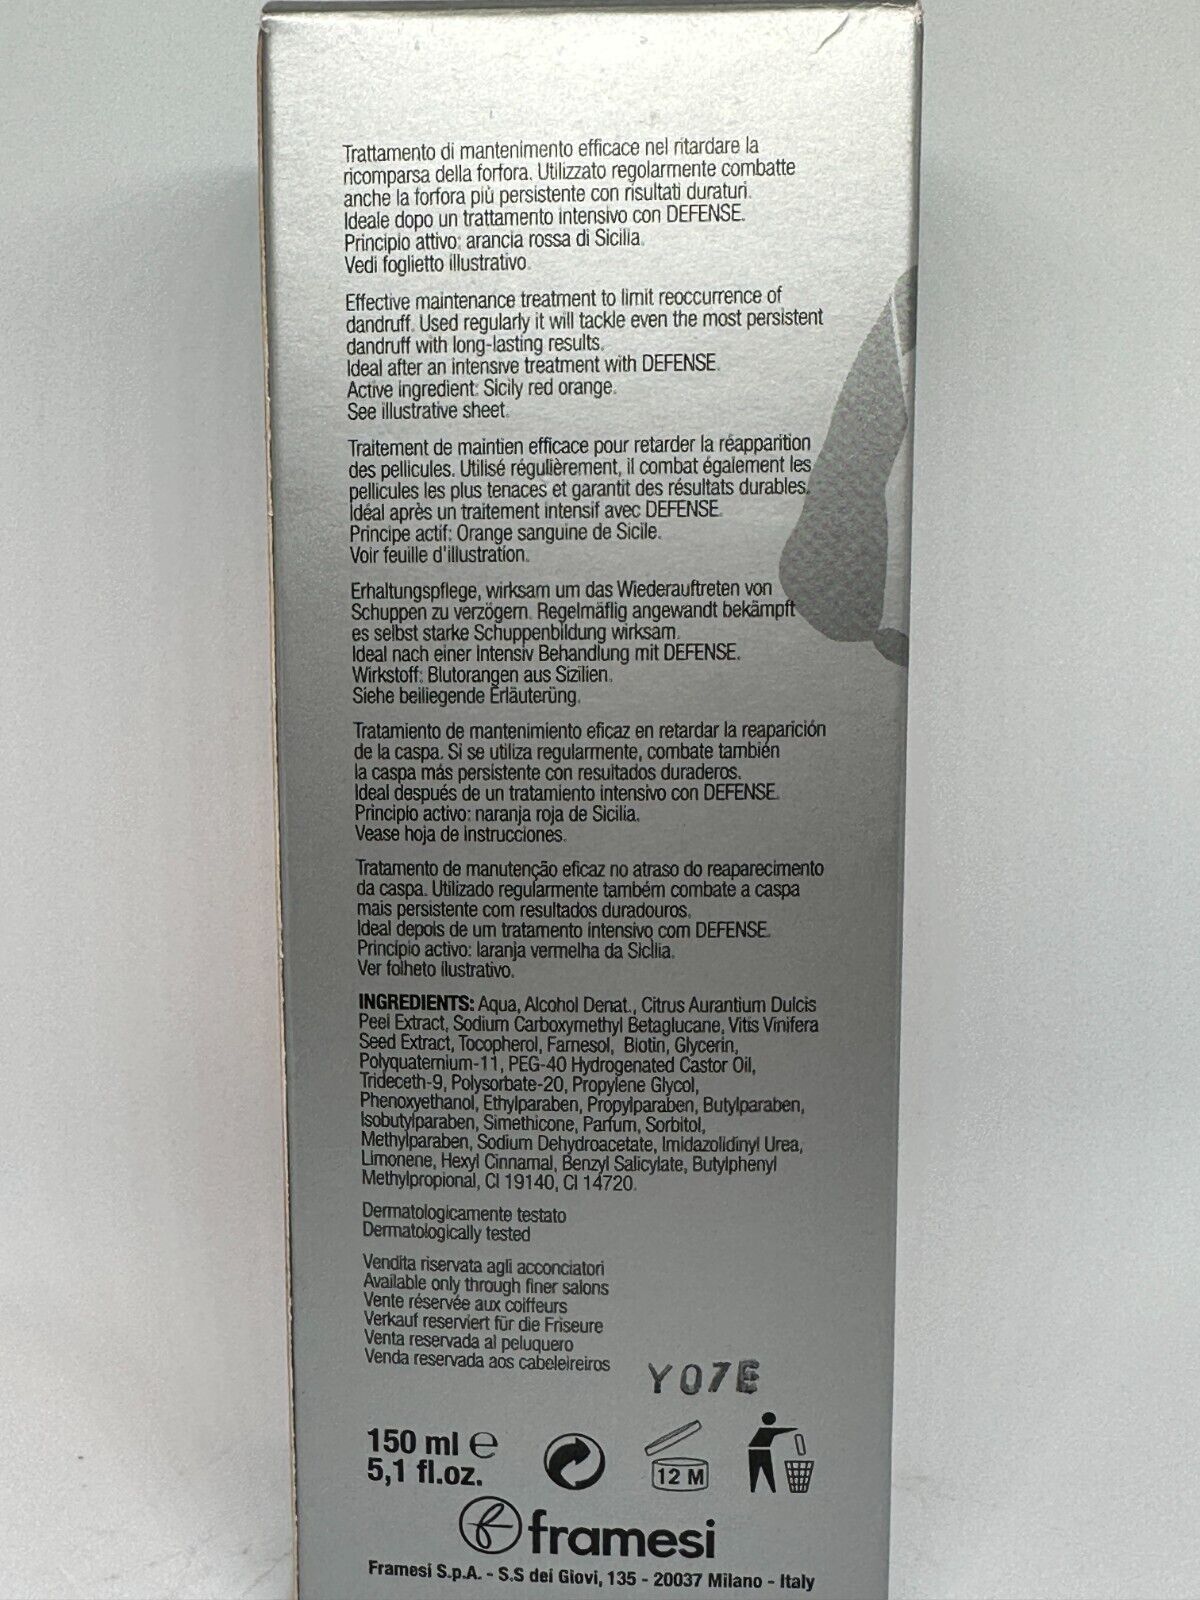 Trattamento di mantenimento efficace nel ritardare la
ricomparsa della forfora. Utilizzato regolarmente combatte
anche la forfora più persistente con risultati duraturi.
Ideale dopo un trattamento intensivo con DEFENSE.
Principio attivo: arancia rossa di Sicilia.
Vedi foglietto illustrativo.
Effective maintenance treatment to limit reoccurrence of
dandruff. Used regularly it will tackle even the most persistent
dandruff with long-lasting results.
Ideal after an intensive treatment with DEFENSE.
Active ingredient: Sicily red orange.
See illustrative sheet.
Traitement de maintien efficace pour retarder la réapparition
des pellicules. Utilisé régulièrement, il combat également les
pellicules les plus tenaces et garantit des résultats durables.
Idéal après un traitement intensif avec DEFENSE.
Principe actif: Orange sanguine de Sicile.
Voir feuille d'illustration.
Erhaltungspflege, wirksam um das Wiederauftreten von
Schuppen zu verzögern. Regelmäflig angewandt bekämpft
es selbst starke Schuppenbildung wirksam.
Ideal nach einer Intensiv Behandlung mit DEFENSE.
Wirkstoff: Blutorangen aus Sizilien.
Siehe beiliegende Erläuterüng.
Tratamiento de mantenimiento eficaz en retardar la reaparición
de la caspa. Si se utiliza regularmente, combate también
la caspa más persistente con resultados duraderos.
Ideal después de un tratamiento intensivo con DEFENSE.
Principio activo: naranja roja de Sicilia.
Vease hoja de instrucciones.
Tratamento de manutenção eficaz no atraso do reaparecimento
da caspa. Utilizado regularmente também combate a caspa
mais persistente com resultados duradouros.
Ideal depois de um tratamento intensivo com DEFENSE.
Princípio activo: laranja vermelha da Sicília.
Ver folheto ilustrativo.
INGREDIENTS: Aqua, Alcohol Denat., Citrus Aurantium Dulcis
Peel Extract, Sodium Carboxymethyl Betaglucane, Vitis Vinifera
Seed Extract, Tocopherol, Farnesol, Biotin, Glycerin,
Polyquaternium-11, PEG-40 Hydrogenated Castor Oil,
Trideceth-9, Polysorbate-20, Propylene Glycol,
Phenoxyethanol, Ethylparaben, Propylparaben, Butylparaben,
Isobutylparaben, Simethicone, Parfum, Sorbitol,
Methylparaben, Sodium Dehydroacetate, Imidazolidinyl Urea,
Limonene, Hexyl Cinnamal, Benzyl Salicylate, Butylphenyl
Methylpropional, CI 19140, CI 14720.
Dermatologicamente testato
Dermatologically tested
Vendita riservata agli acconciatori
Available only through finer salons
Vente réservée aux coiffeurs
Verkauf reserviert für die Friseure
Venta reservada al peluquero
Venda reservada aos cabeleireiros
Y07E
150 ml e
5,1 fl.oz.
12 M
framesi
Framesi S.p.A. - S.S dei Giovi, 135 - 20037 Milano - Italy